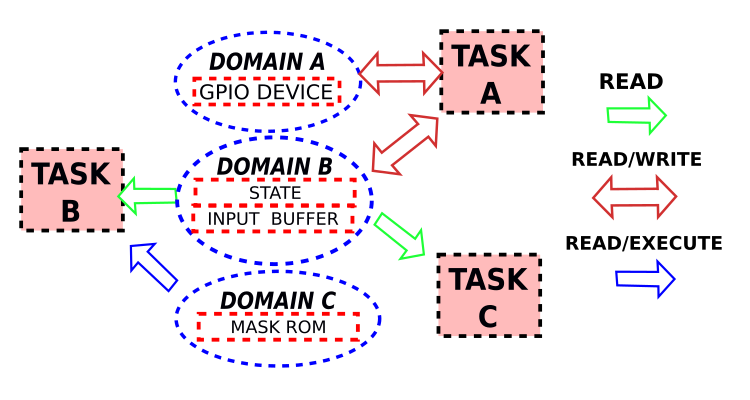 DOMAIN A
GPIO DEVICE
TASK
A
READ
READ/WRITE
DOMAIN B
STATE
INPUT BUFFER
TASK
B
READ/EXECUTE
DOMAIN C
MASK ROM
TASK
C